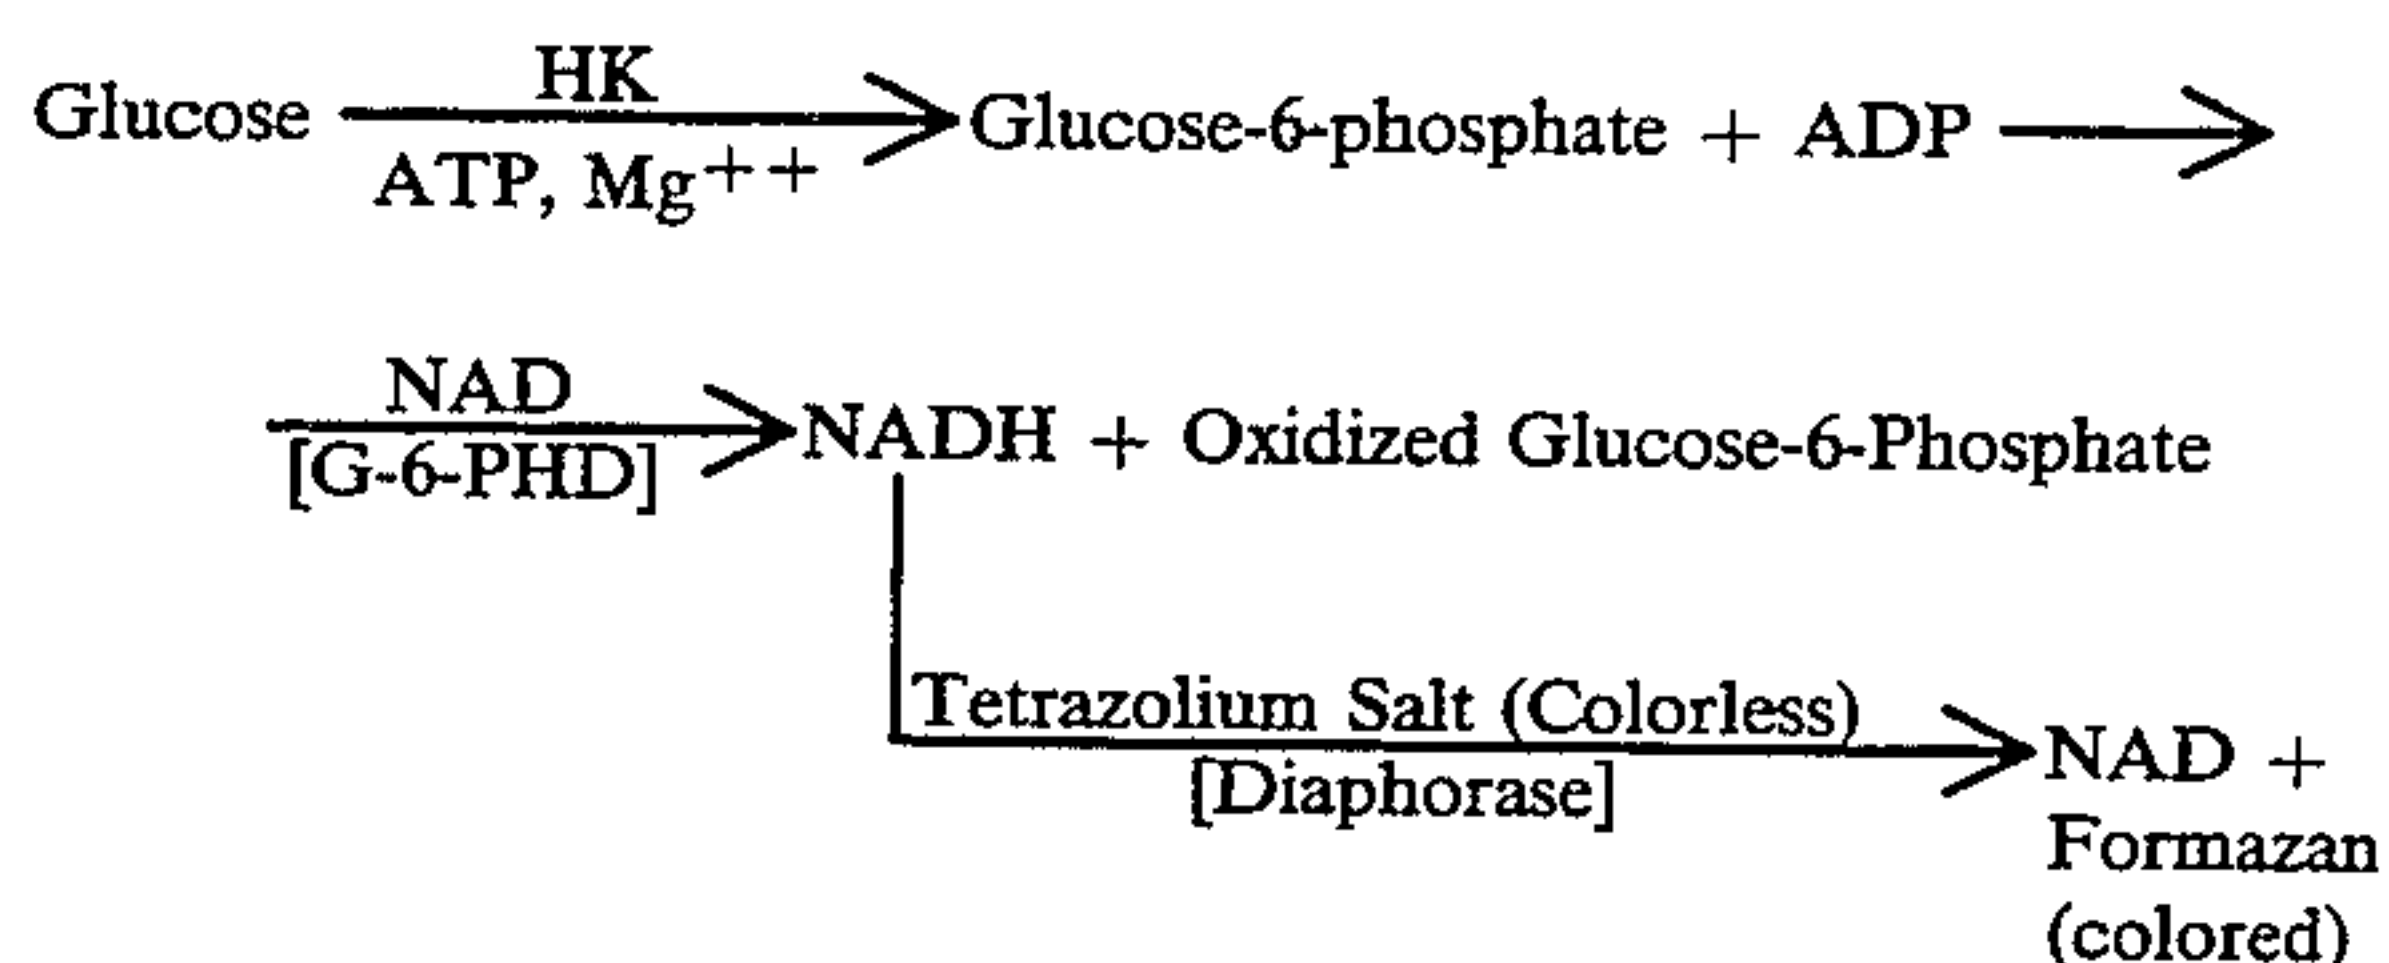 HK
Glucose Glucose-6-phosphate + ADP
ATP, Mg++
NAD
NADH + Oxidized Glucose-6-Phosphate
[G-6-PHD]
Tetrazolium Salt (Colorless)
NAD +
[Diaphorase]
Formazan
(colored)